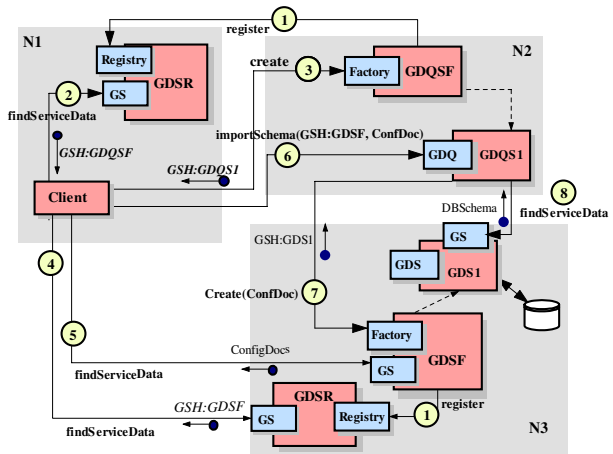 1
register
N1
N2
Registry
GDSR
create
3
Factory
GDQSF
2
GS
findServiceData
importSchema(GSH:GDSF, ConfDoc)
GSH:GDQSF
GSH:GDQS1
6
GDQ
GDQS1
Client
8
DBSchema
findServiceData
GS
GSH:GDS1
4
GDS
GDS1
Create(ConfDoc)
7
5
Factory
ConfigDocs
GDSF
findServiceData
GS
GSH:GDSF
GDSR
register
GS
Registry
1
findServiceData
N3